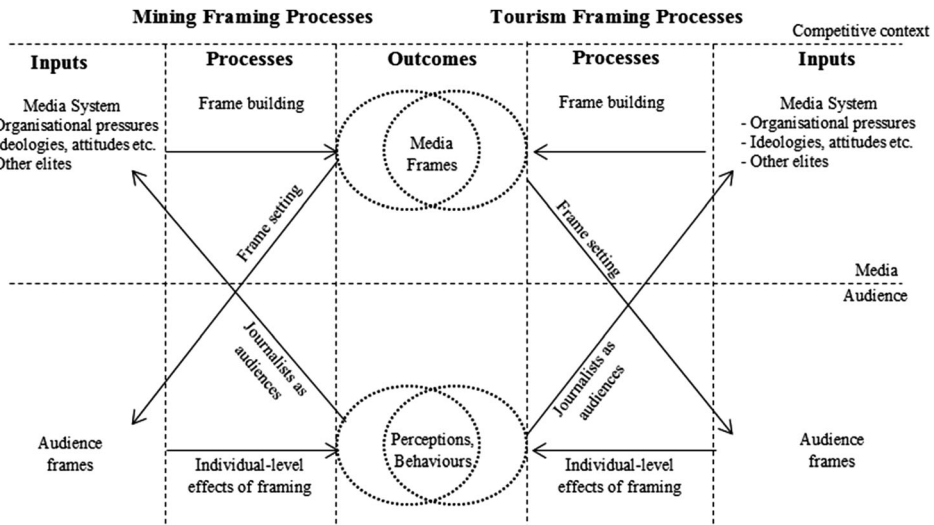 Mining Framing Processes
Tourism Framing Processes
Competitive context
Inputs
Processes
Outcomes
Processes
Inputs
Media System
Organisational pressures
Ideologies, attitudes etc.
Other elites
Frame building
Media
Frames
Frame building
Media System
- Organisational pressures
- Ideologies, attitudes etc.
- Other elites
Frame setting
Frame setting
Media
Audience
Journalists as
audiences
Journalists as
audiences
Audience
frames
Individual-level
effects of framing
Perceptions,
Behaviours
Individual-level
effects of framing
Audience
frames